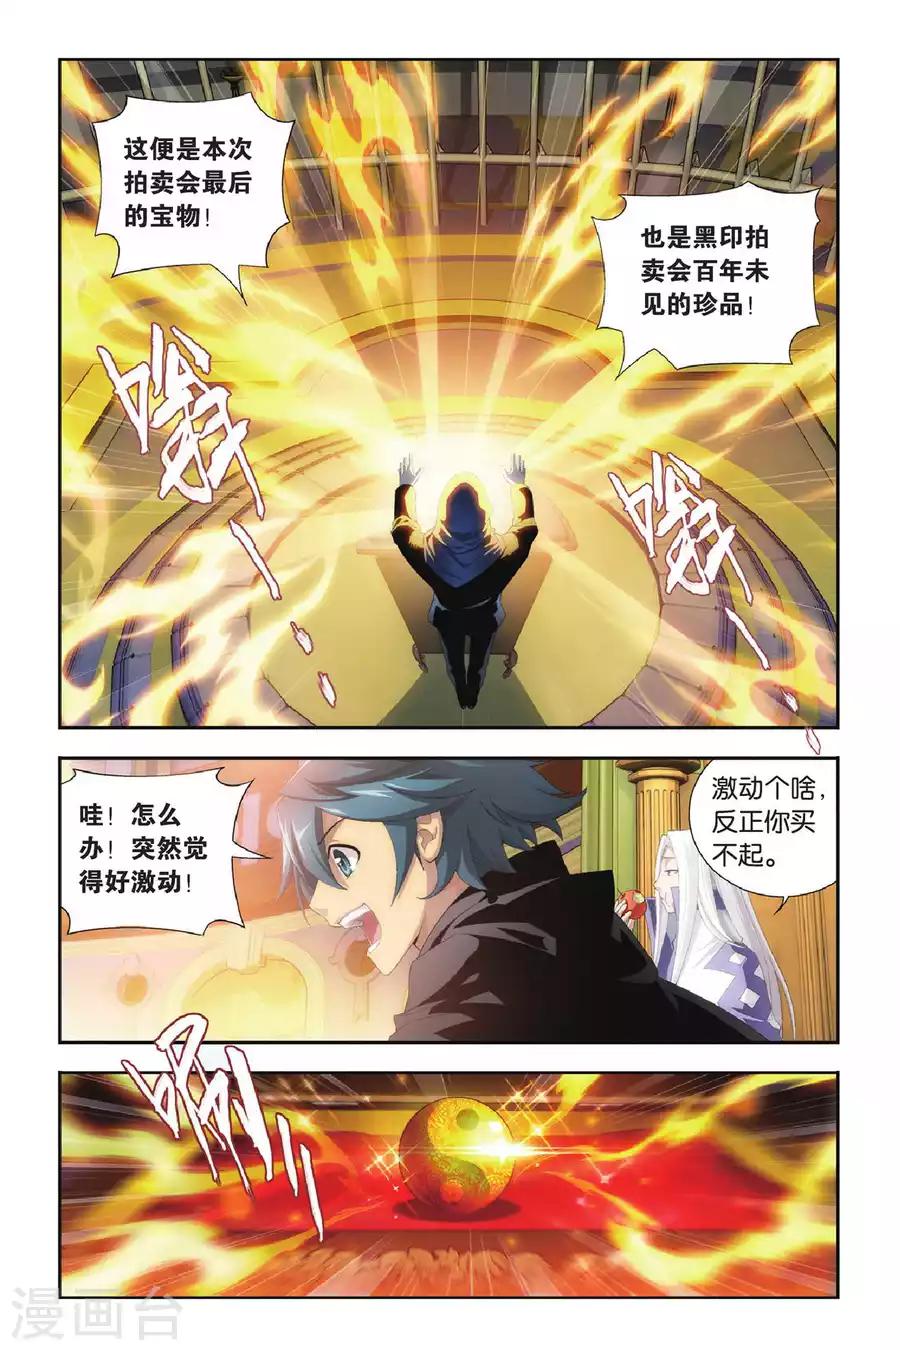 这便是本次
拍卖会最后
的宝物！
也是黑印拍
卖会百年未
见的珍品！
嗡
嗡
哇！怎么
办！突然觉
得好激动！
激动个啥，
反正你买
不起。
唰
漫画台